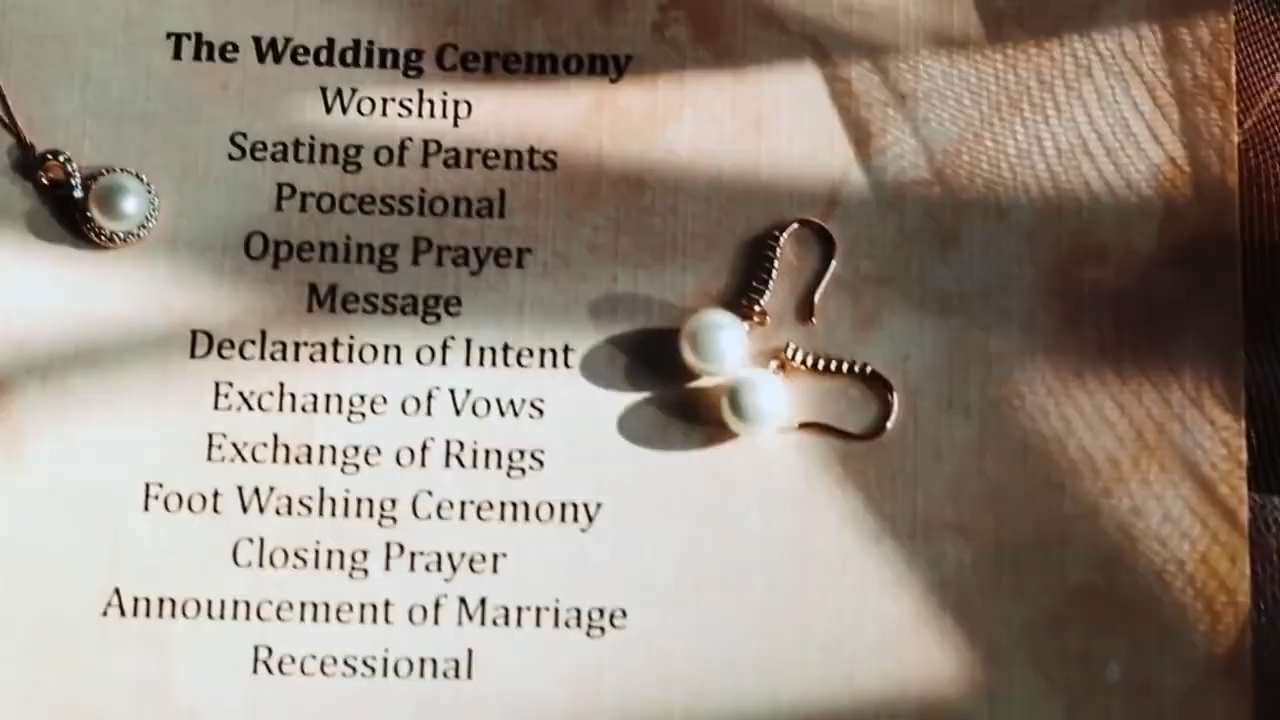 The Wedding Ceremony
Worship
Seating of Parents
Processional
Opening Prayer
Message
Declaration of Intent
Exchange of Vows
Exchange of Rings
Foot Washing Ceremony
Closing Prayer
Announcement of Marriage
Recessional